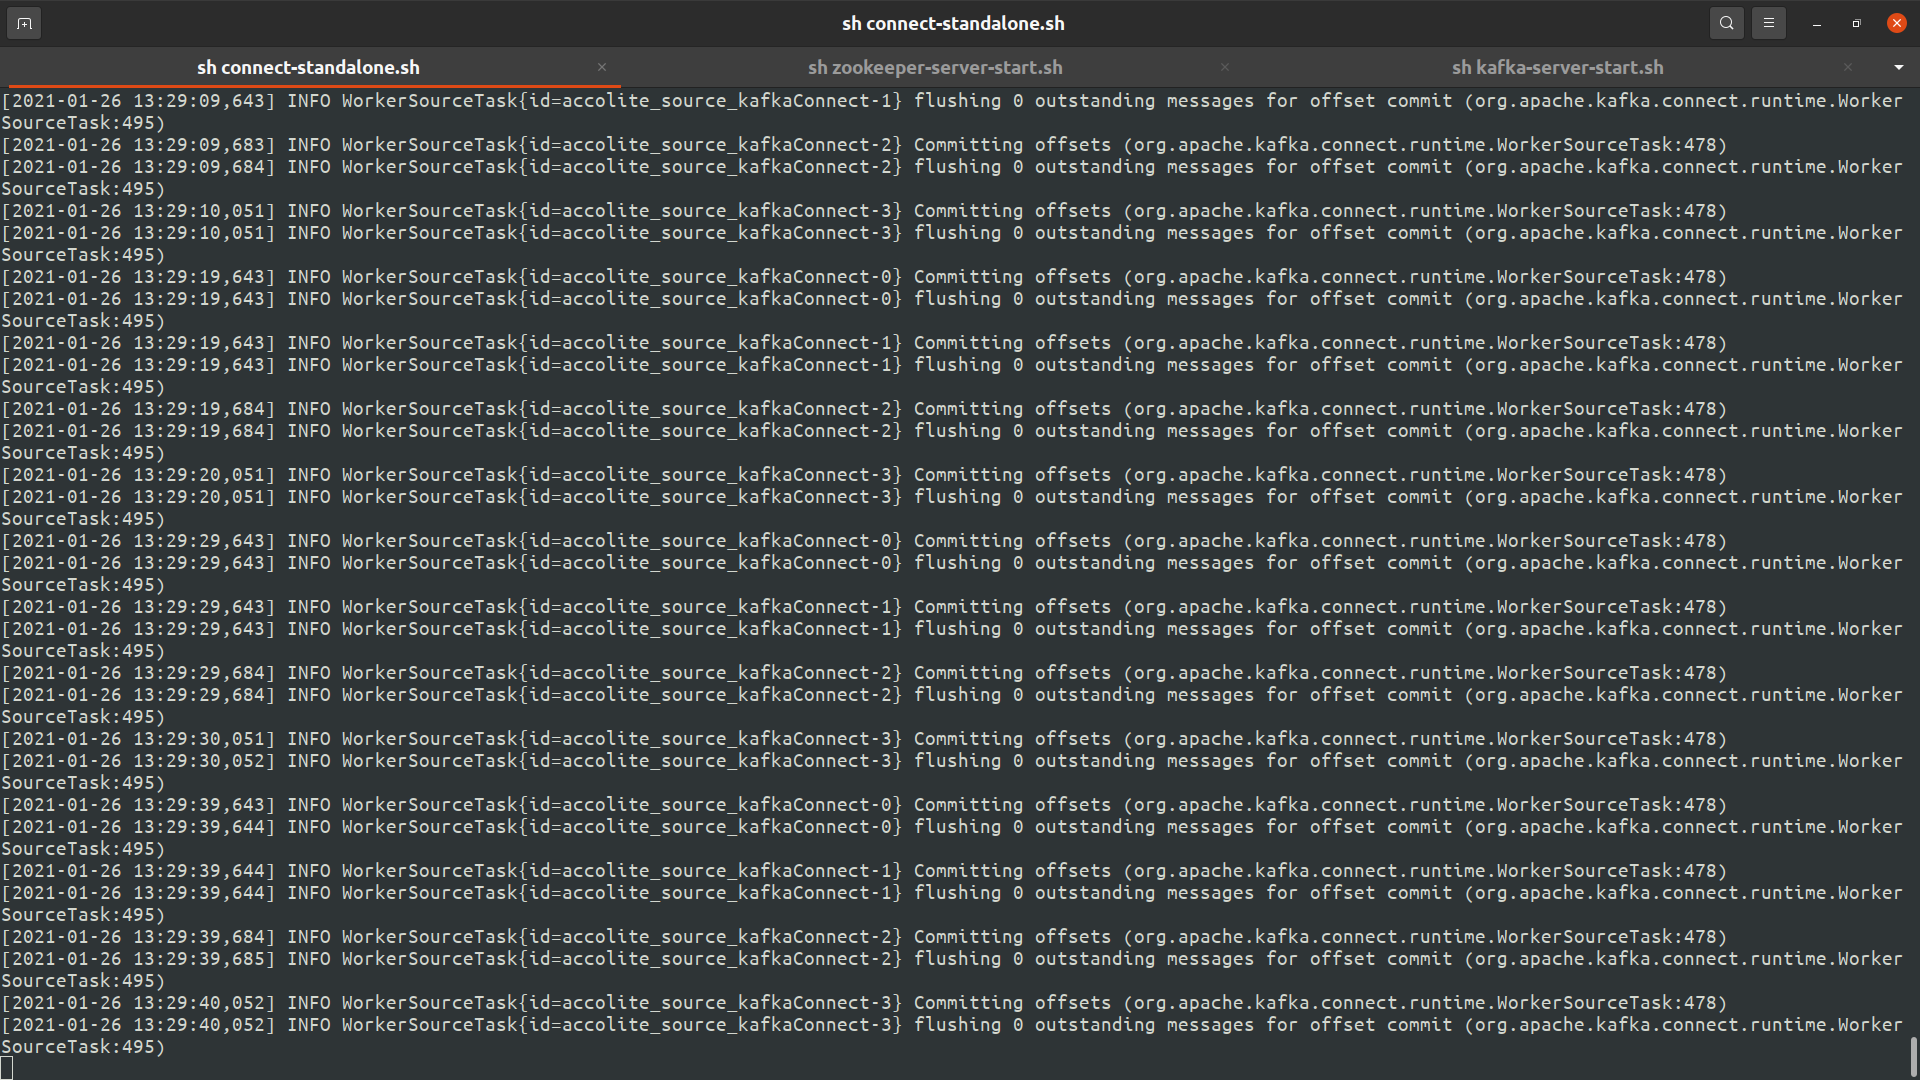 sh connect-standalone.sh
sh connect-standalone.sh
sh zookeeper-server-start.sh
sh kafka-server-start.sh
[2021-01-26 13:29:09,643] INFO WorkerSourceTask{id=accolite_source_kafkaConnect-1} flushing 0 outstanding messages for offset commit (org.apache.kafka.connect.runtime.Worker
SourceTask:495)
[2021-01-26 13:29:09,683] INFO WorkerSourceTask{id=accolite_source_kafkaConnect-2} Committing offsets (org.apache.kafka.connect.runtime.WorkerSourceTask:478)
[2021-01-26 13:29:09,684] INFO WorkerSourceTask{id=accolite_source_kafkaConnect-2} flushing 0 outstanding messages for offset commit (org.apache.kafka.connect.runtime.Worker
SourceTask:495)
[2021-01-26 13:29:10,051] INFO WorkerSourceTask{id=accolite_source_kafkaConnect-3} Committing offsets (org.apache.kafka.connect.runtime.WorkerSourceTask:478)
[2021-01-26 13:29:10,051] INFO WorkerSourceTask{id=accolite_source_kafkaConnect-3} flushing 0 outstanding messages for offset commit (org.apache.kafka.connect.runtime.Worker
SourceTask:495)
[2021-01-26 13:29:19,643] INFO WorkerSourceTask{id=accolite_source_kafkaConnect-0} Committing offsets (org.apache.kafka.connect.runtime.WorkerSourceTask:478)
[2021-01-26 13:29:19,643] INFO WorkerSourceTask{id=accolite_source_kafkaConnect-0} flushing 0 outstanding messages for offset commit (org.apache.kafka.connect.runtime.Worker
SourceTask:495)
[2021-01-26 13:29:19,643] INFO WorkerSourceTask{id=accolite_source_kafkaConnect-1} Committing offsets (org.apache.kafka.connect.runtime.WorkerSourceTask:478)
[2021-01-26 13:29:19,643] INFO WorkerSourceTask{id=accolite_source_kafkaConnect-1} flushing 0 outstanding messages for offset commit (org.apache.kafka.connect.runtime.Worker
SourceTask:495)
[2021-01-26 13:29:19,684] INFO WorkerSourceTask{id=accolite_source_kafkaConnect-2} Committing offsets (org.apache.kafka.connect.runtime.WorkerSourceTask:478)
[2021-01-26 13:29:19,684] INFO WorkerSourceTask{id=accolite_source_kafkaConnect-2} flushing 0 outstanding messages for offset commit (org.apache.kafka.connect.runtime.Worker
SourceTask:495)
[2021-01-26 13:29:20,051] INFO WorkerSourceTask{id=accolite_source_kafkaConnect-3} Committing offsets (org.apache.kafka.connect.runtime.WorkerSourceTask:478)
[2021-01-26 13:29:20,051] INFO WorkerSourceTask{id=accolite_source_kafkaConnect-3} flushing 0 outstanding messages for offset commit (org.apache.kafka.connect.runtime.Worker
SourceTask:495)
[2021-01-26 13:29:29,643] INFO WorkerSourceTask{id=accolite_source_kafkaConnect-0} Committing offsets (org.apache.kafka.connect.runtime.WorkerSourceTask:478)
[2021-01-26 13:29:29,643] INFO WorkerSourceTask{id=accolite_source_kafkaConnect-0} flushing 0 outstanding messages for offset commit (org.apache.kafka.connect.runtime.Worker
SourceTask:495)
[2021-01-26 13:29:29,643] INFO WorkerSourceTask{id=accolite_source_kafkaConnect-1} Committing offsets (org.apache.kafka.connect.runtime.WorkerSourceTask:478)
[2021-01-26 13:29:29,643] INFO WorkerSourceTask{id=accolite_source_kafkaConnect-1} flushing 0 outstanding messages for offset commit (org.apache.kafka.connect.runtime.Worker
SourceTask:495)
[2021-01-26 13:29:29,684] INFO WorkerSourceTask{id=accolite_source_kafkaConnect-2} Committing offsets (org.apache.kafka.connect.runtime.WorkerSourceTask:478)
[2021-01-26 13:29:29,684] INFO WorkerSourceTask{id=accolite_source_kafkaConnect-2} flushing 0 outstanding messages for offset commit (org.apache.kafka.connect.runtime.Worker
SourceTask:495)
[2021-01-26 13:29:30,051] INFO WorkerSourceTask{id=accolite_source_kafkaConnect-3} Committing offsets (org.apache.kafka.connect.runtime.WorkerSourceTask:478)
[2021-01-26 13:29:30,052] INFO WorkerSourceTask{id=accolite_source_kafkaConnect-3} flushing 0 outstanding messages for offset commit (org.apache.kafka.connect.runtime.Worker
SourceTask:495)
[2021-01-26 13:29:39,643] INFO WorkerSourceTask{id=accolite_source_kafkaConnect-0} Committing offsets (org.apache.kafka.connect.runtime.WorkerSourceTask:478)
[2021-01-26 13:29:39,644] INFO WorkerSourceTask{id=accolite_source_kafkaConnect-0} flushing 0 outstanding messages for offset commit (org.apache.kafka.connect.runtime.Worker
SourceTask:495)
[2021-01-26 13:29:39,644] INFO WorkerSourceTask{id=accolite_source_kafkaConnect-1} Committing offsets (org.apache.kafka.connect.runtime.WorkerSourceTask:478)
[2021-01-26 13:29:39,644] INFO WorkerSourceTask{id=accolite_source_kafkaConnect-1} flushing 0 outstanding messages for offset commit (org.apache.kafka.connect.runtime.Worker
SourceTask:495)
[2021-01-26 13:29:39,684] INFO WorkerSourceTask{id=accolite_source_kafkaConnect-2} Committing offsets (org.apache.kafka.connect.runtime.WorkerSourceTask:478)
[2021-01-26 13:29:39,685] INFO WorkerSourceTask{id=accolite_source_kafkaConnect-2} flushing 0 outstanding messages for offset commit (org.apache.kafka.connect.runtime.Worker
SourceTask:495)
[2021-01-26 13:29:40,052] INFO WorkerSourceTask{id=accolite_source_kafkaConnect-3} Committing offsets (org.apache.kafka.connect.runtime.WorkerSourceTask:478)
[2021-01-26 13:29:40,052] INFO WorkerSourceTask{id=accolite_source_kafkaConnect-3} flushing 0 outstanding messages for offset commit (org.apache.kafka.connect.runtime.Worker
SourceTask:495)